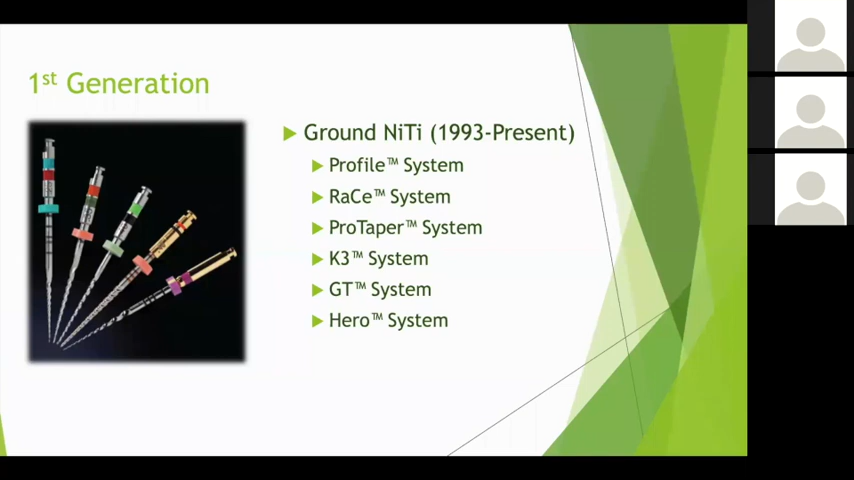 1st Generation
Ground NiTi (1993-Present)
Profile™ System
RaCe™ System
ProTaper™ System
K3™ System
GT™ System
Hero™ System